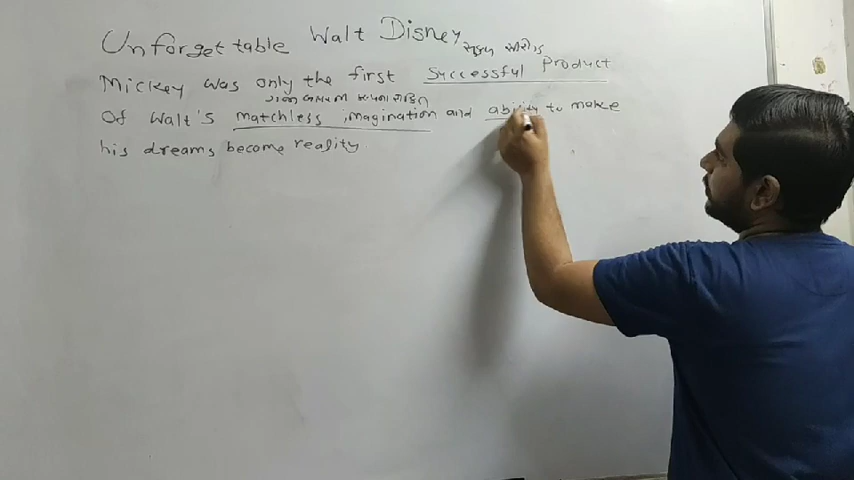 Unforgettable Walt Disney
Mickey was only the first Successful Product
Of Walt's matchless imagination and ability to make
his dreams become reality